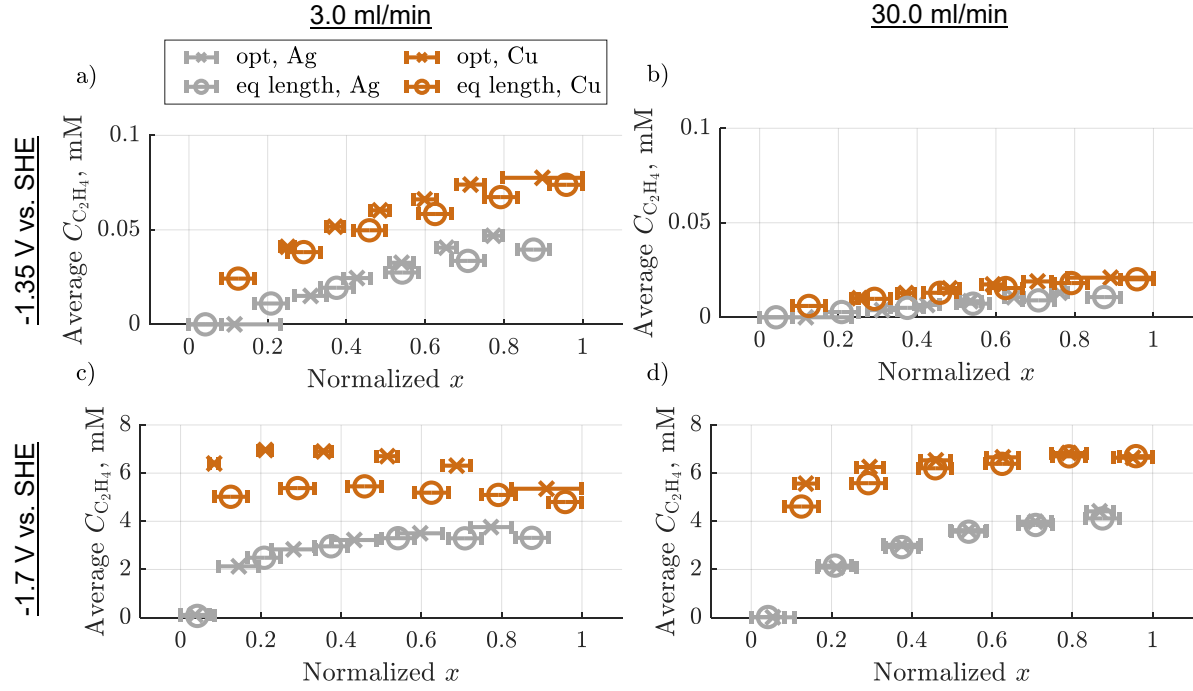 3.0 ml/min
30.0 ml/min
opt, Ag
opt, Cu
eq length, Ag
eq length, Cu
a)
b)
-1.35 V vs. SHE
Average C_{C_2H_4}, mM
0.1
0.05
0
0
0.2
0.4
0.6
0.8
1
Normalized x
Average C_{C_2H_4}, mM
0.1
0.05
0
0
0.2
0.4
0.6
0.8
1
Normalized x
c)
d)
-1.7 V vs. SHE
Average C_{C_2H_4}, mM
8
6
4
2
0
0
0.2
0.4
0.6
0.8
1
Normalized x
Average C_{C_2H_4}, mM
8
6
4
2
0
0
0.2
0.4
0.6
0.8
1
Normalized x